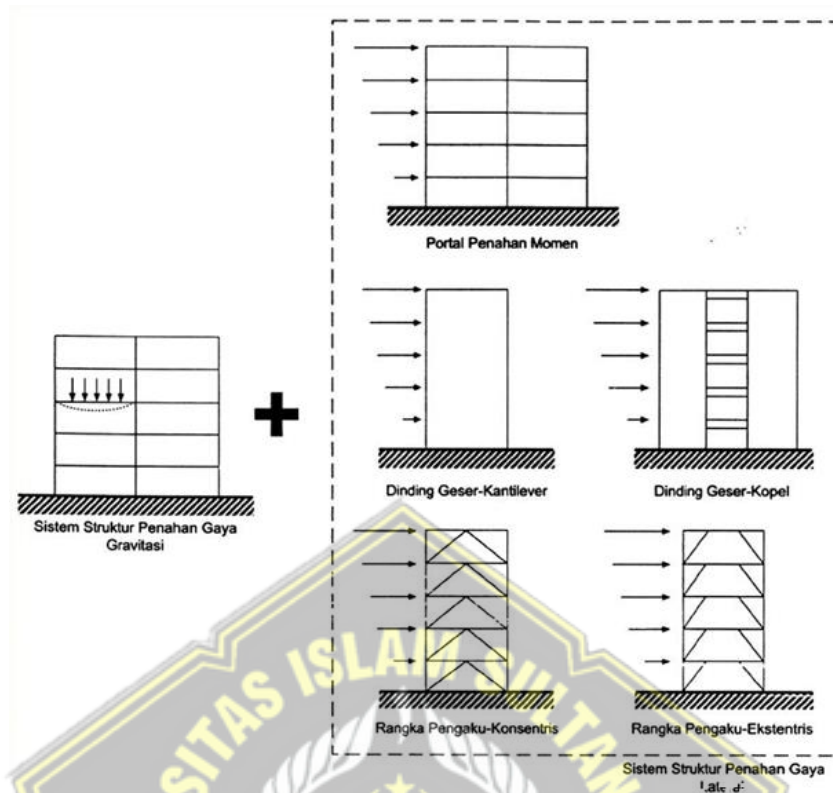 Portal Penahan Momen
Dinding Geser-Kantilever
Dinding Geser-Kopel
Sistem Struktur Penahan Gaya
Gravitasi
Rangka Pengaku-Konsentris
Rangka Pengaku-Ekstentris
Sistem Struktur Penahan Gaya
SITAS ISLAM SULTAN